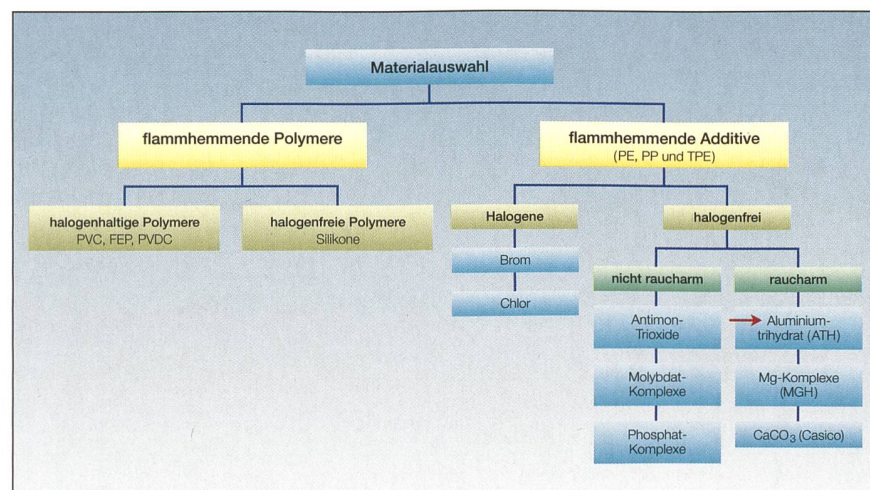 Materialauswahl
flammhemmende Polymere
flammhemmende Additive
(PE, PP und TPE)
halogenhaltige Polymere
PVC, FEP, PVDC
halogenfreie Polymere
Silikone
Halogene
Brom
Chlor
halogenfrei
nicht raucharm
Antimon-
Trioxide
Molybdat-
Komplexe
Phosphat-
Komplexe
raucharm
Aluminium-
trihydrat (ATH)
Mg-Komplexe
(MGH)
CaCO₃ (Casico)